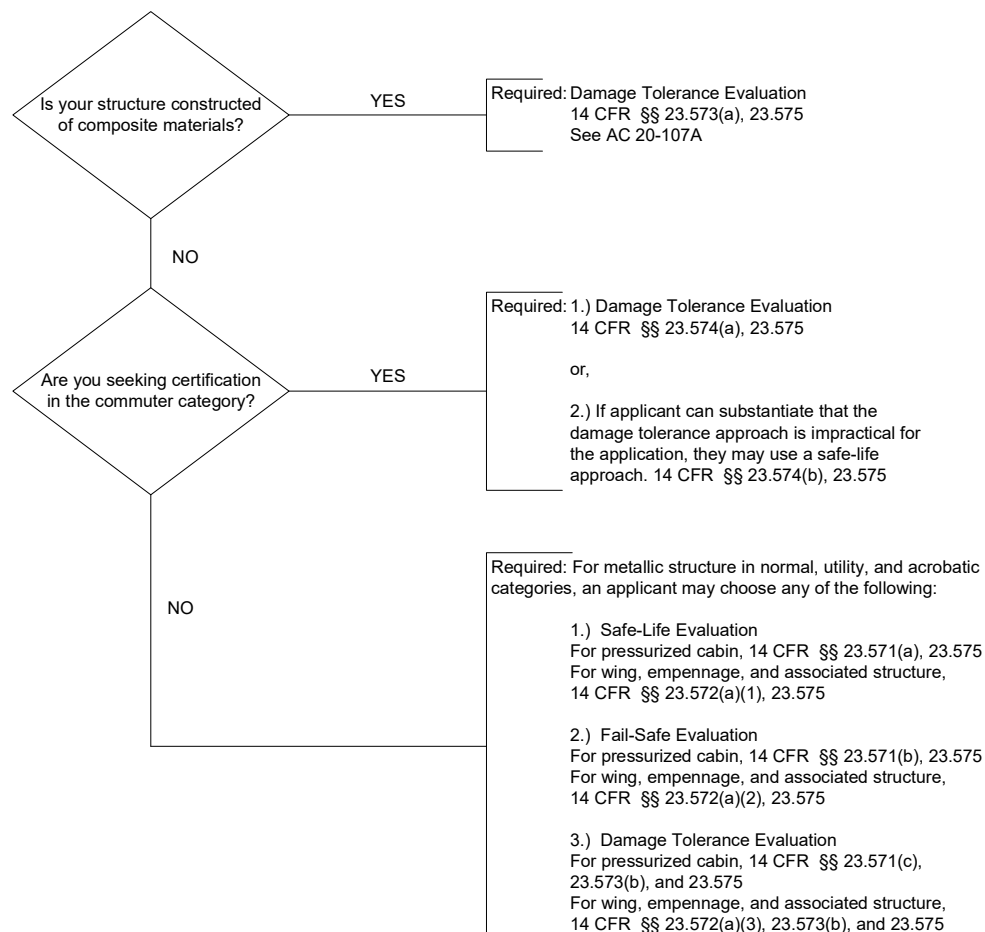 Is your structure constructed
of composite materials?
YES
Required: Damage Tolerance Evaluation
14 CFR §§ 23.573(a), 23.575
See AC 20-107A
NO
Are you seeking certification
in the commuter category?
YES
Required: 1.) Damage Tolerance Evaluation
14 CFR §§ 23.574(a), 23.575
or,
2.) If applicant can substantiate that the
damage tolerance approach is impractical for
the application, they may use a safe-life
approach. 14 CFR §§ 23.574(b), 23.575
NO
Required: For metallic structure in normal, utility, and acrobatic
categories, an applicant may choose any of the following:
1.) Safe-Life Evaluation
For pressurized cabin, 14 CFR §§ 23.571(a), 23.575
For wing, empennage, and associated structure,
14 CFR §§ 23.572(a)(1), 23.575
2.) Fail-Safe Evaluation
For pressurized cabin, 14 CFR §§ 23.571(b), 23.575
For wing, empennage, and associated structure,
14 CFR §§ 23.572(a)(2), 23.575
3.) Damage Tolerance Evaluation
For pressurized cabin, 14 CFR §§ 23.571(c),
23.573(b), and 23.575
For wing, empennage, and associated structure,
14 CFR §§ 23.572(a)(3), 23.573(b), and 23.575